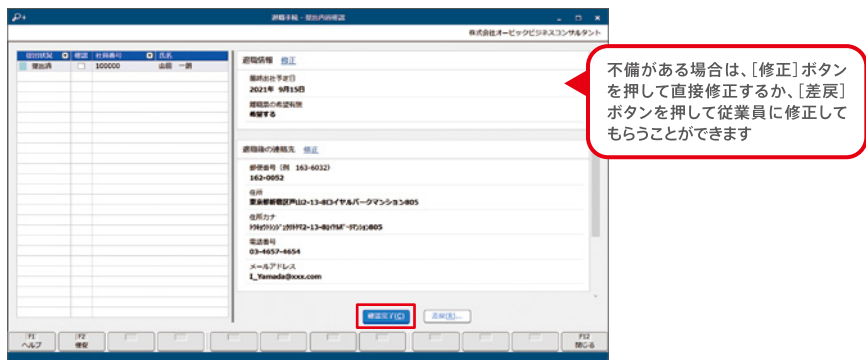 退職手続 - 提出内容確認
株式会社オービックビジネスコンサルタント
提出状況 確認 社員番号 氏名
提出済 100000 山田 一朗
退職情報 修正
最終出社予定日
2021年 9月15日
離職票の希望有無
希望する
退職後の連絡先 修正
郵便番号 (例 163-6032)
162-0052
住所
東京都新宿区戸山2-13-8ロイヤルパークマンション805
住所カナ
電話番号
03-4657-4654
メールアドレス
I_Yamada@xxx.com
確認完了(C) 差戻(R)...
F1 F2 F12
ヘルプ 催促 閉じる
不備がある場合は、[修正]ボタン
を押して直接修正するか、[差戻]
ボタンを押して従業員に修正して
もらうことができます